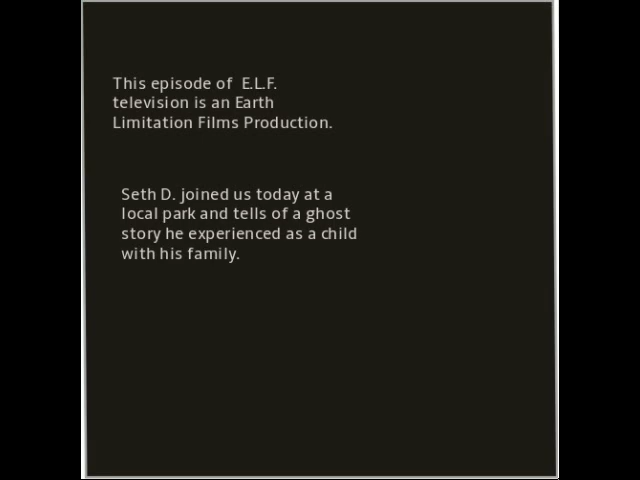 This episode of  E.L.F.
television is an Earth
Limitation Films Production.
Seth D. joined us today at a
local park and tells of a ghost
story he experienced as a child
with his family.